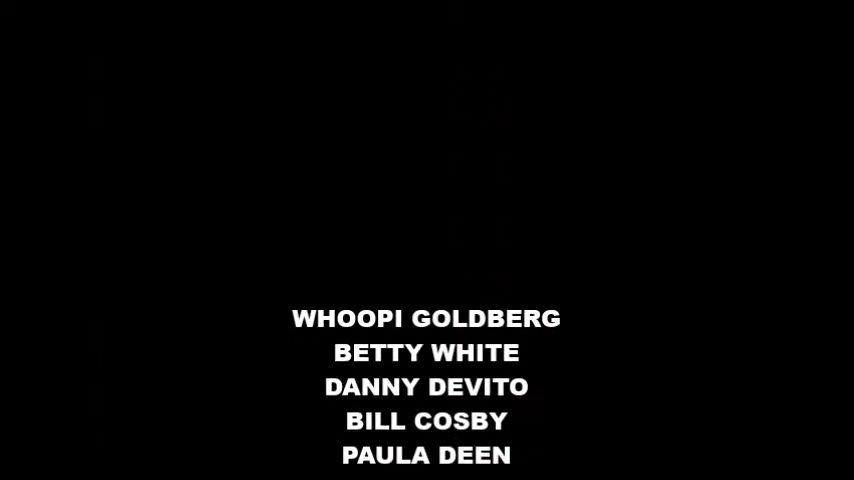 WHOOPI GOLDBERG
BETTY WHITE
DANNY DEVITO
BILL COSBY
PAULA DEEN